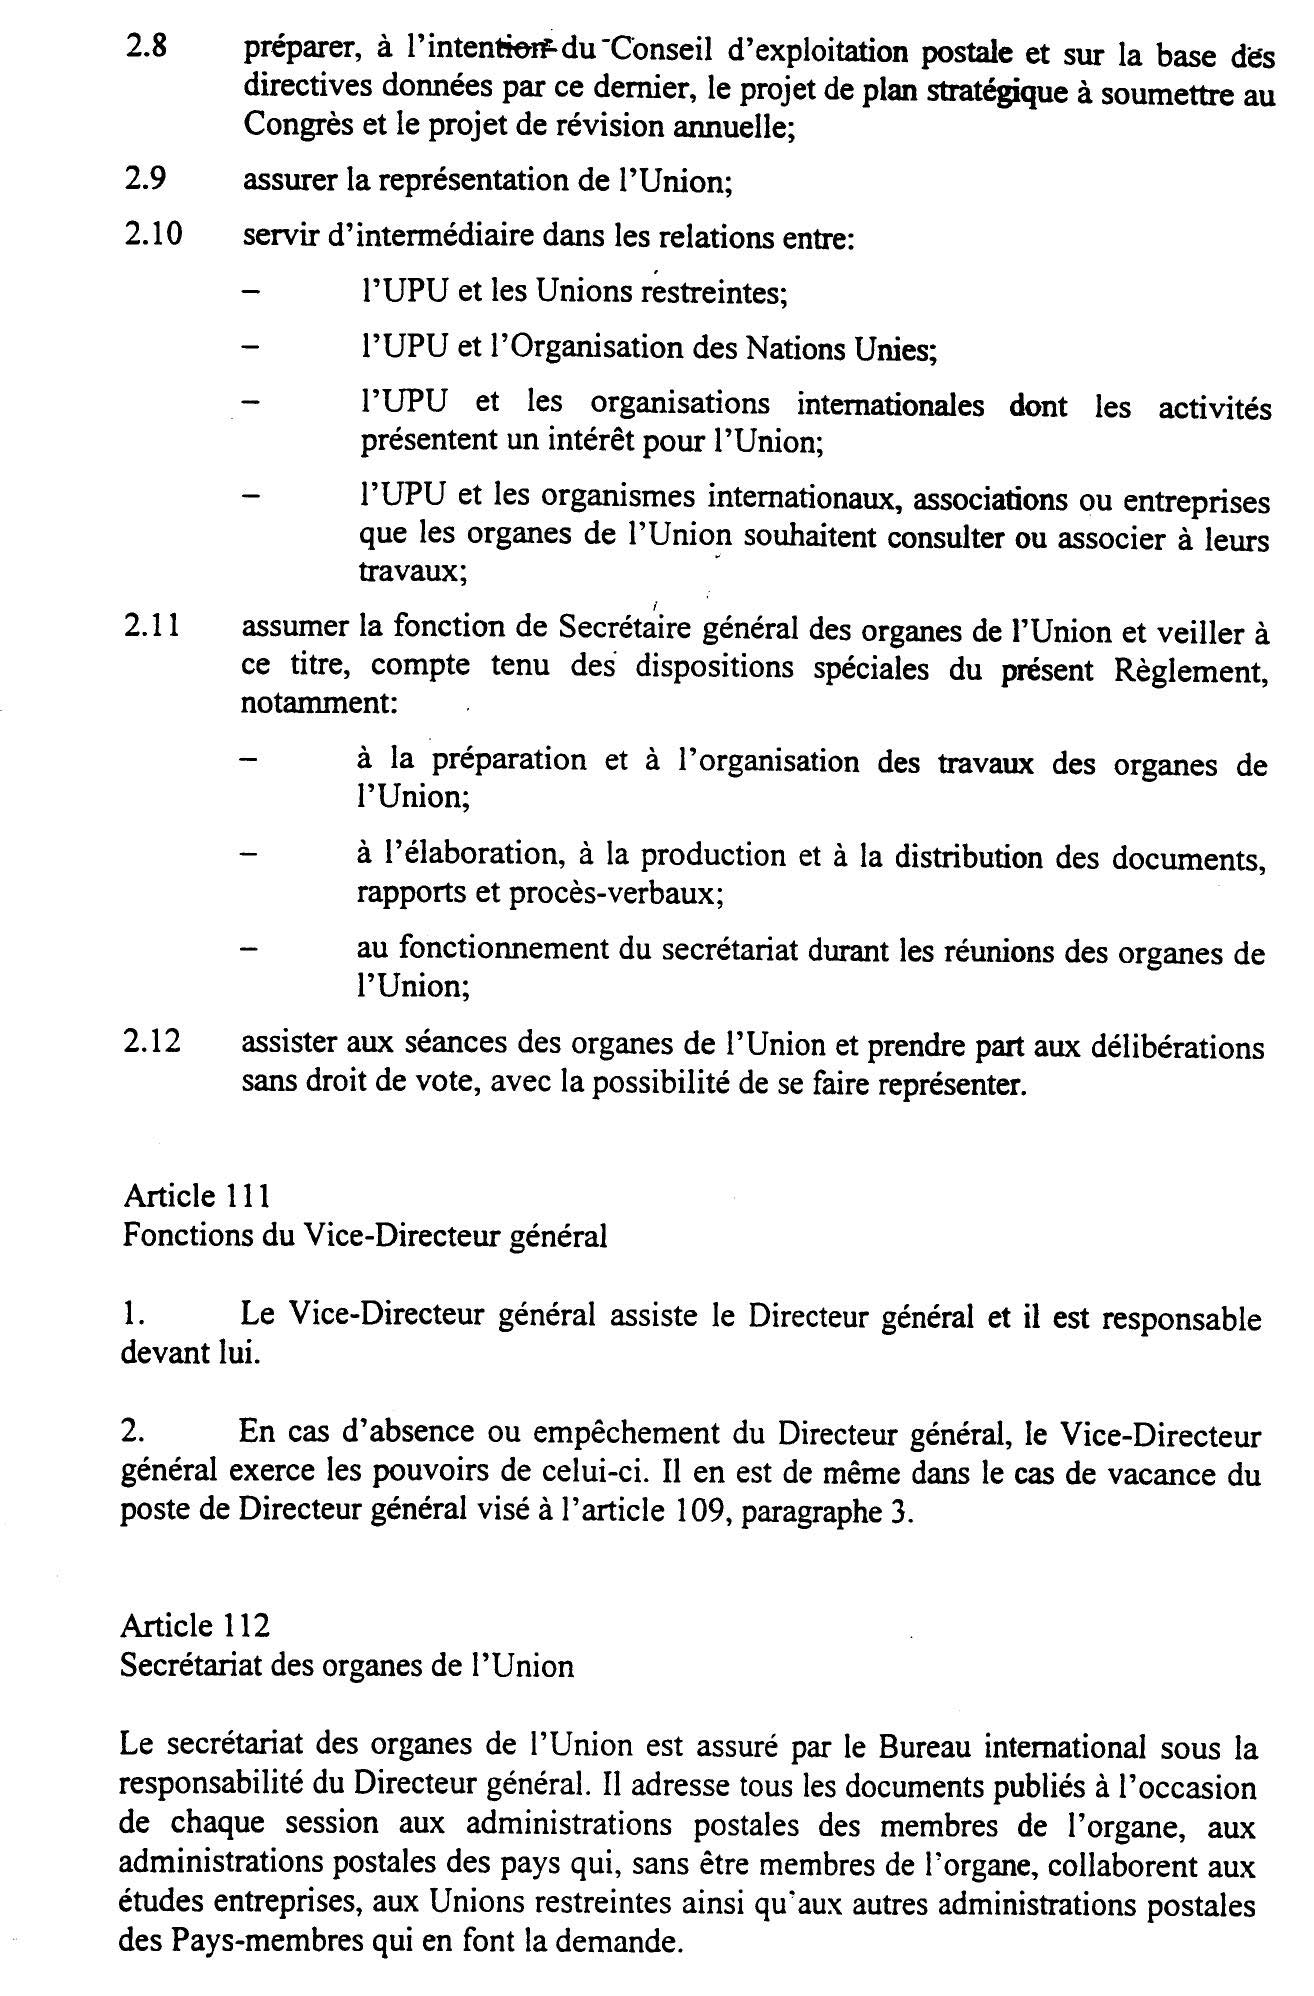 2.8 préparer, à l'intention du Conseil d'exploitation postale et sur la base des
directives données par ce dernier, le projet de plan stratégique à soumettre au
Congrès et le projet de révision annuelle;
2.9 assurer la représentation de l'Union;
2.10 servir d'intermédiaire dans les relations entre:
– l'UPU et les Unions restreintes;
– l'UPU et l'Organisation des Nations Unies;
– l'UPU et les organisations internationales dont les activités
présentent un intérêt pour l'Union;
– l'UPU et les organismes internationaux, associations ou entreprises
que les organes de l'Union souhaitent consulter ou associer à leurs
travaux;
2.11 assumer la fonction de Secrétaire général des organes de l'Union et veiller à
ce titre, compte tenu des dispositions spéciales du présent Règlement,
notamment:
– à la préparation et à l'organisation des travaux des organes de
l'Union;
– à l'élaboration, à la production et à la distribution des documents,
rapports et procès-verbaux;
– au fonctionnement du secrétariat durant les réunions des organes de
l'Union;
2.12 assister aux séances des organes de l'Union et prendre part aux délibérations
sans droit de vote, avec la possibilité de se faire représenter.
Article 111
Fonctions du Vice-Directeur général
1. Le Vice-Directeur général assiste le Directeur général et il est responsable
devant lui.
2. En cas d'absence ou empêchement du Directeur général, le Vice-Directeur
général exerce les pouvoirs de celui-ci. Il en est de même dans le cas de vacance du
poste de Directeur général visé à l'article 109, paragraphe 3.
Article 112
Secrétariat des organes de l'Union
Le secrétariat des organes de l'Union est assuré par le Bureau international sous la
responsabilité du Directeur général. Il adresse tous les documents publiés à l'occasion
de chaque session aux administrations postales des membres de l'organe, aux
administrations postales des pays qui, sans être membres de l'organe, collaborent aux
études entreprises, aux Unions restreintes ainsi qu'aux autres administrations postales
des Pays-membres qui en font la demande.